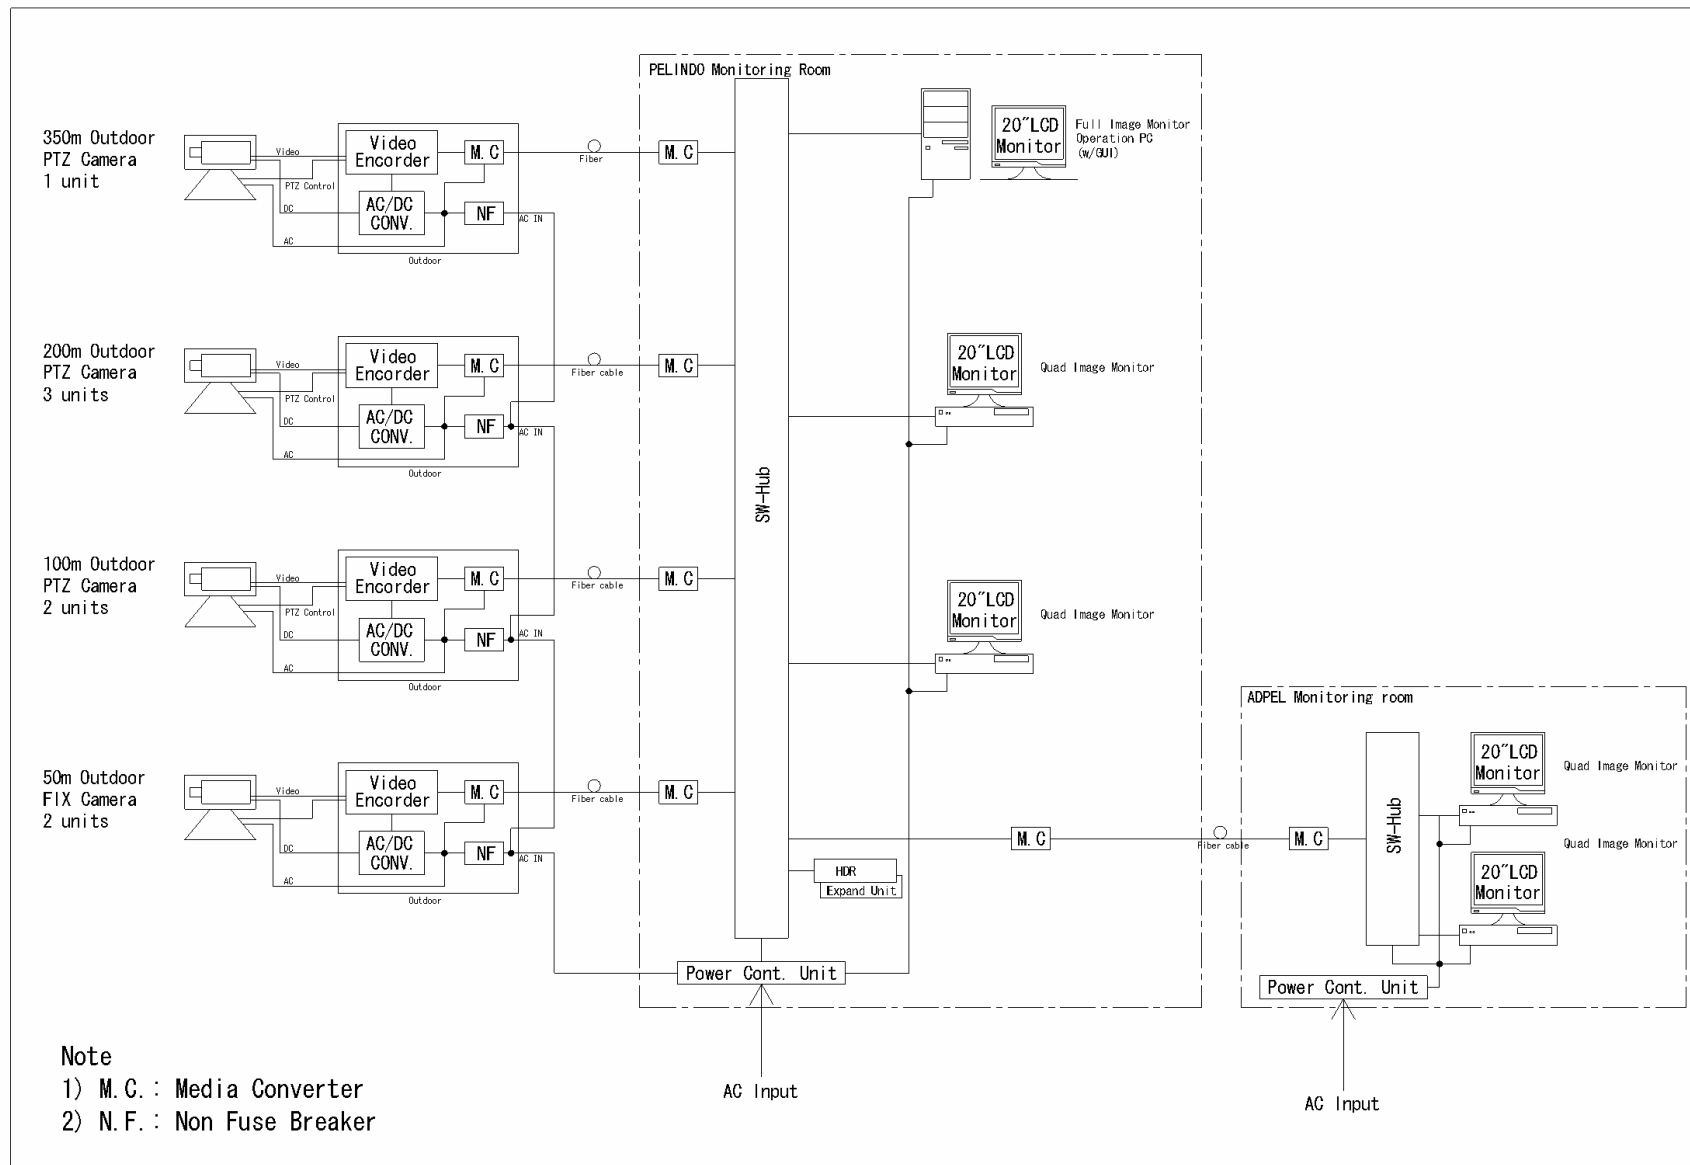 PELINDO Monitoring Room
350m Outdoor
PTZ Camera
1 unit
Video
PTZ Control
DC
AC
Video
Encorder
M.C
AC/DC
CONV.
NF
AC IN
Outdoor
Fiber
M.C
20"LCD
Monitor
Full Image Monitor
Operation PC
(w/GUI)
200m Outdoor
PTZ Camera
3 units
Video
PTZ Control
DC
AC
Video
Encorder
M.C
AC/DC
CONV.
NF
AC IN
Outdoor
Fiber cable
M.C
20"LCD
Monitor
Quad Image Monitor
SW-Hub
100m Outdoor
PTZ Camera
2 units
Video
PTZ Control
DC
AC
Video
Encorder
M.C
AC/DC
CONV.
NF
AC IN
Outdoor
Fiber cable
M.C
20"LCD
Monitor
Quad Image Monitor
50m Outdoor
FIX Camera
2 units
Video
DC
AC
Video
Encorder
M.C
AC/DC
CONV.
NF
AC IN
Outdoor
Fiber cable
M.C
M.C
Fiber cable
HDR
Expand Unit
Power Cont. Unit
AC Input
ADPEL Monitoring room
M.C
SW-Hub
20"LCD
Monitor
Quad Image Monitor
Quad Image Monitor
20"LCD
Monitor
Power Cont. Unit
AC Input
Note
1) M.C.: Media Converter
2) N.F.: Non Fuse Breaker